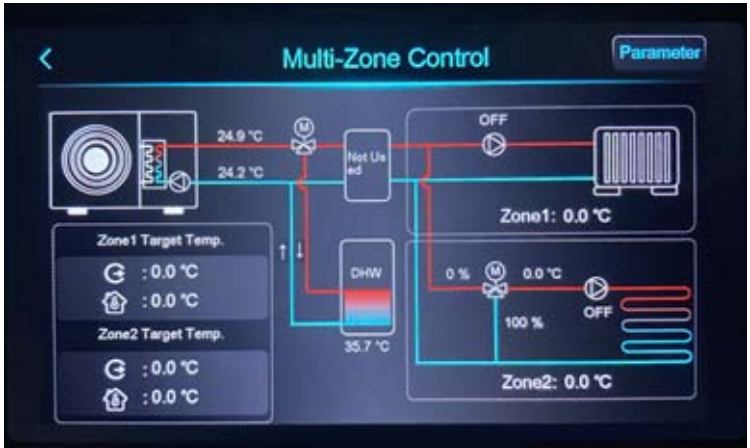 Multi-Zone Control
Parameter
24.9 °C
M
Not Us
ed
OFF
24.2 °C
Zone1: 0.0 °C
Zone1 Target Temp.
: 0.0 °C
: 0.0 °C
DHW
35.7 °C
0 %
M
0.0 °C
OFF
100 %
Zone2 Target Temp.
: 0.0 °C
: 0.0 °C
Zone2: 0.0 °C